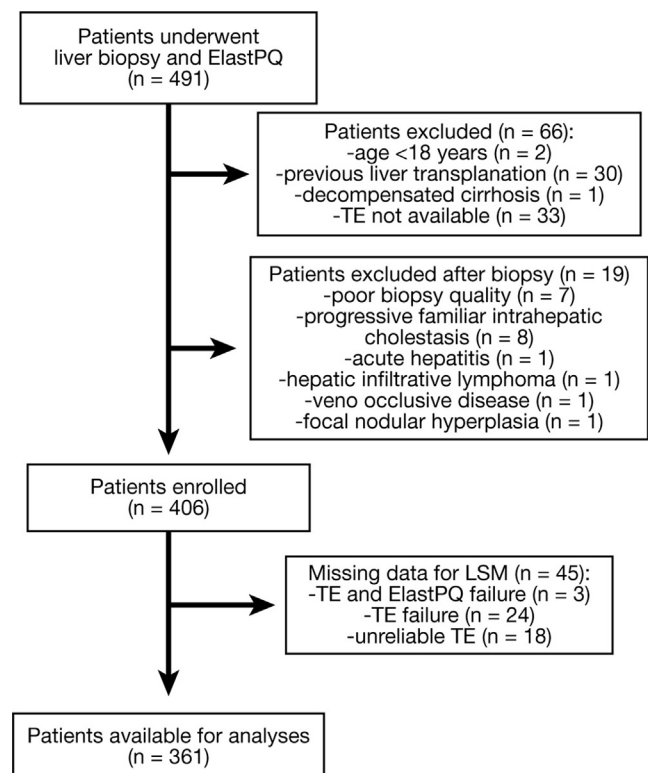 Patients underwent
liver biopsy and ElastPQ
(n = 491)
Patients excluded (n = 66):
-age <18 years (n = 2)
-previous liver transplanation (n = 30)
-decompensated cirrhosis (n = 1)
-TE not available (n = 33)
Patients excluded after biopsy (n = 19)
-poor biopsy quality (n = 7)
-progressive familiar intrahepatic
cholestasis (n = 8)
-acute hepatitis (n = 1)
-hepatic infiltrative lymphoma (n = 1)
-veno occlusive disease (n = 1)
-focal nodular hyperplasia (n = 1)
Patients enrolled
(n = 406)
Missing data for LSM (n = 45):
-TE and ElastPQ failure (n = 3)
-TE failure (n = 24)
-unreliable TE (n = 18)
Patients available for analyses
(n = 361)